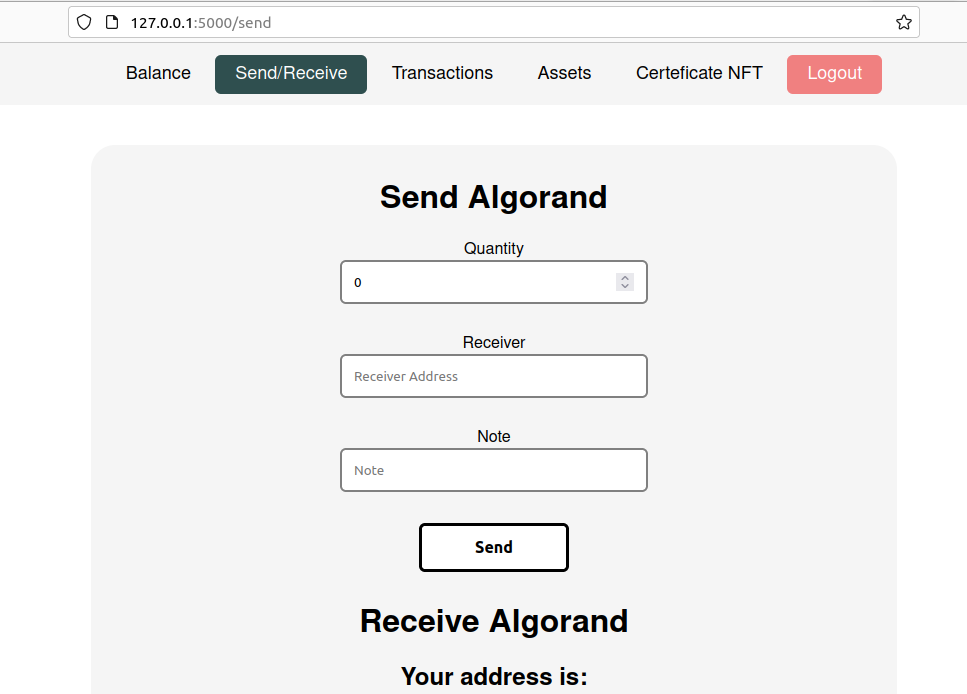 127.0.0.1:5000/send
Balance Send/Receive Transactions Assets Certeficate NFT Logout
Send Algorand
Quantity
0
Receiver
Receiver Address
Note
Note
Send
Receive Algorand
Your address is: